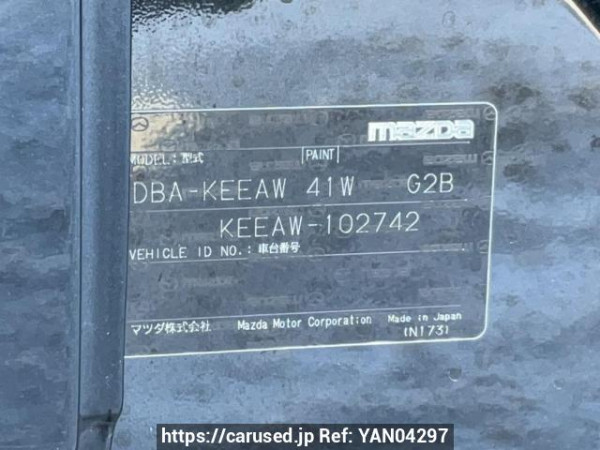 mazda
MODEL : 型式 PAINT
DBA-KEEAW 41W G2B
KEEAW-102742
VEHICLE ID NO. : 車台番号
マツダ株式会社 Mazda Motor Corporation Made in Japan
(N173)
https://carused.jp Ref: YAN04297